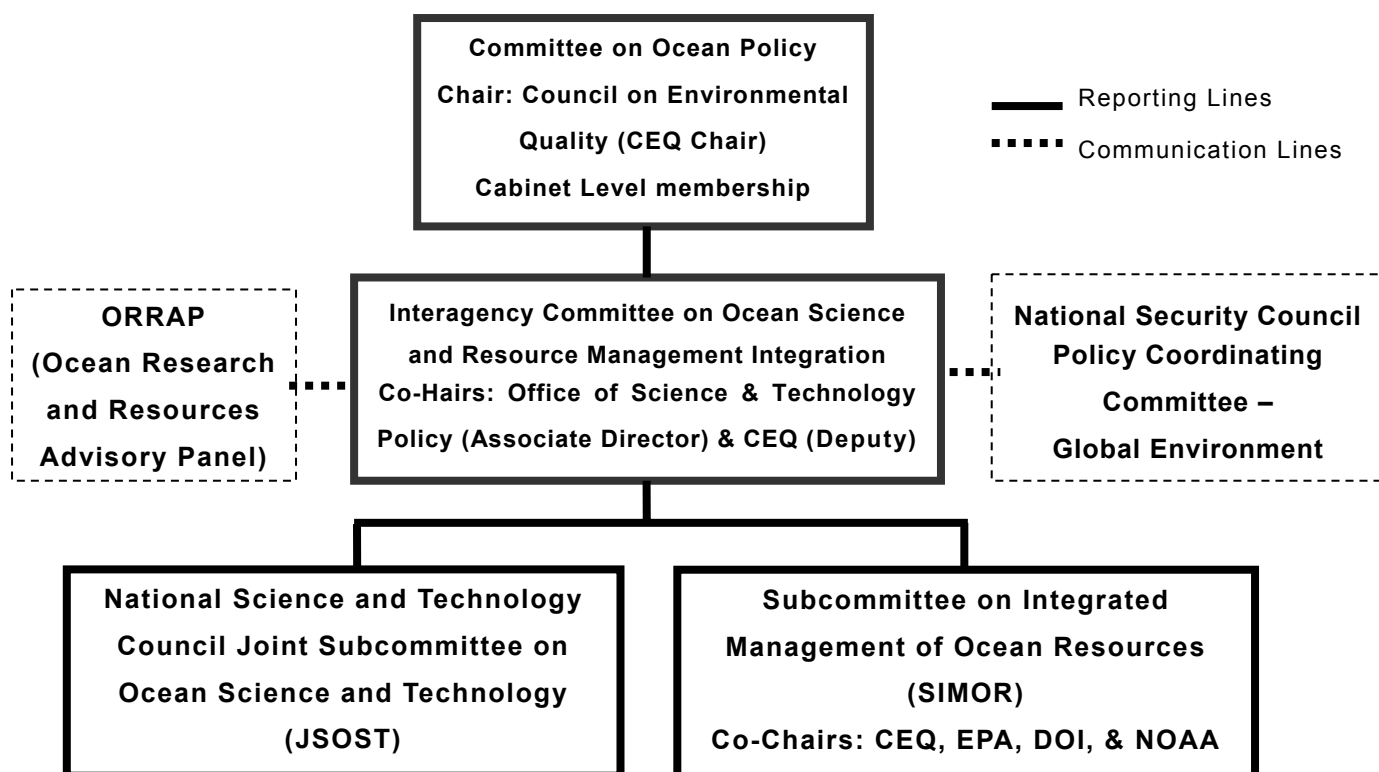 Committee on Ocean Policy
Chair: Council on Environmental
Quality (CEQ Chair)
Cabinet Level membership
Reporting Lines
Communication Lines
ORRAP
(Ocean Research
and Resources
Advisory Panel)
Interagency Committee on Ocean Science
and Resource Management Integration
Co-Hairs: Office of Science & Technology
Policy (Associate Director) & CEQ (Deputy)
National Security Council
Policy Coordinating
Committee –
Global Environment
National Science and Technology
Council Joint Subcommittee on
Ocean Science and Technology
(JSOST)
Subcommittee on Integrated
Management of Ocean Resources
(SIMOR)
Co-Chairs: CEQ, EPA, DOI, & NOAA